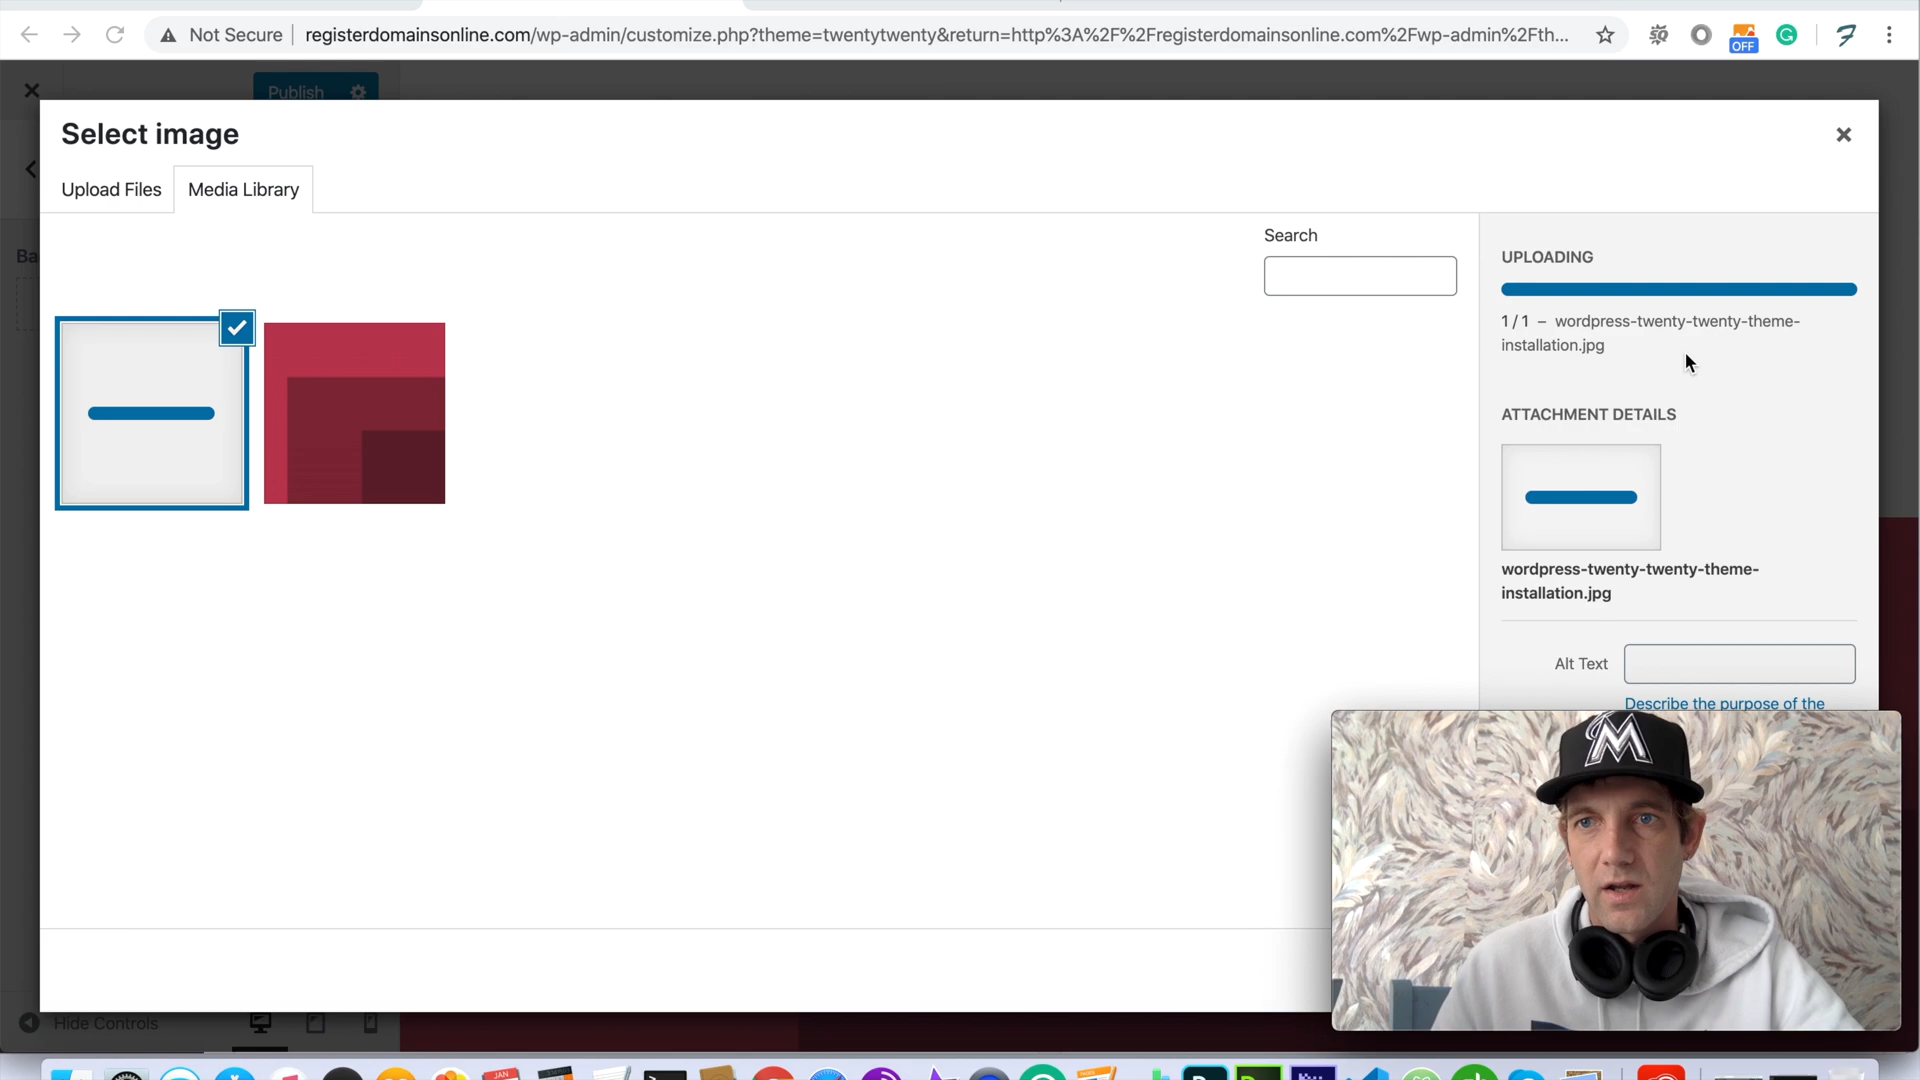 Not Secure
registerdomainsonline.com/wp-admin/customize.php?theme=twentytwenty&return=http%3A%2F%2Fregisterdomainsonline.com%2Fwp-admin%2Fth...
OFF
Publish
Select image
Upload Files
Media Library
Ba
Search
UPLOADING
1 / 1 – wordpress-twenty-twenty-theme-
installation.jpg
ATTACHMENT DETAILS
wordpress-twenty-twenty-theme-
installation.jpg
Alt Text
Describe the purpose of the
M
Hide Controls
JAN